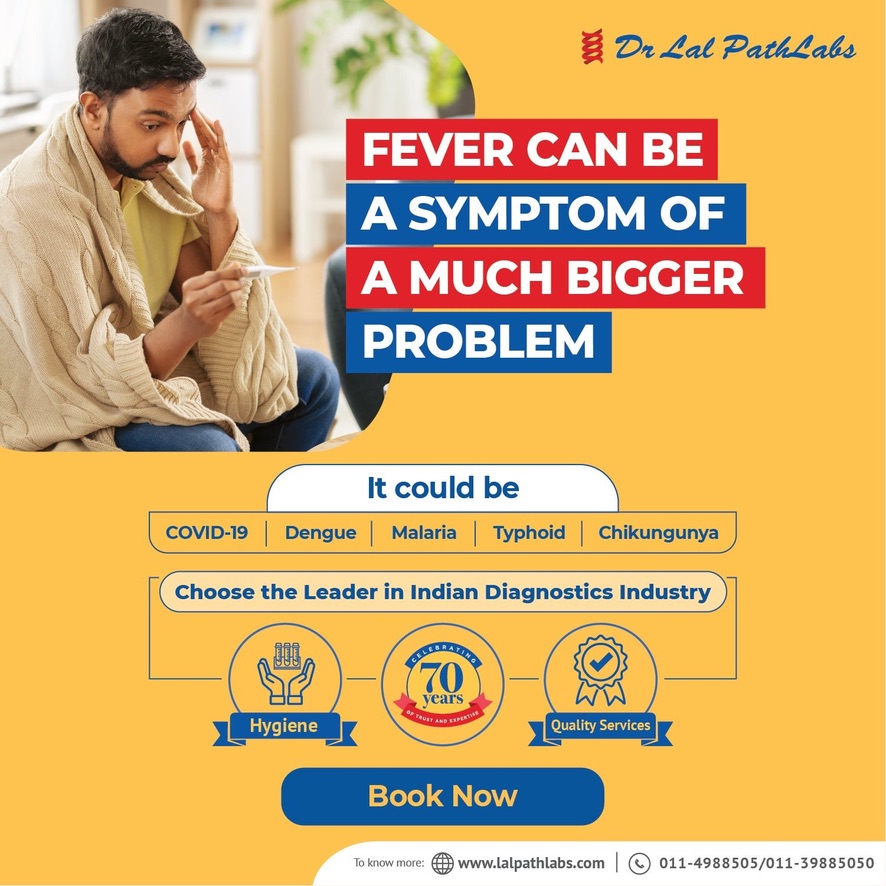 Dr Lal PathLabs
FEVER CAN BE
A SYMPTOM OF
A MUCH BIGGER
PROBLEM
It could be
COVID-19 | Dengue | Malaria | Typhoid | Chikungunya
Choose the Leader in Indian Diagnostics Industry
CELEBRATING
70
years
OF TRUST AND EXPERTISE
Hygiene
Quality Services
Book Now
To know more: www.lalpathlabs.com | 011-4988505/011-39885050